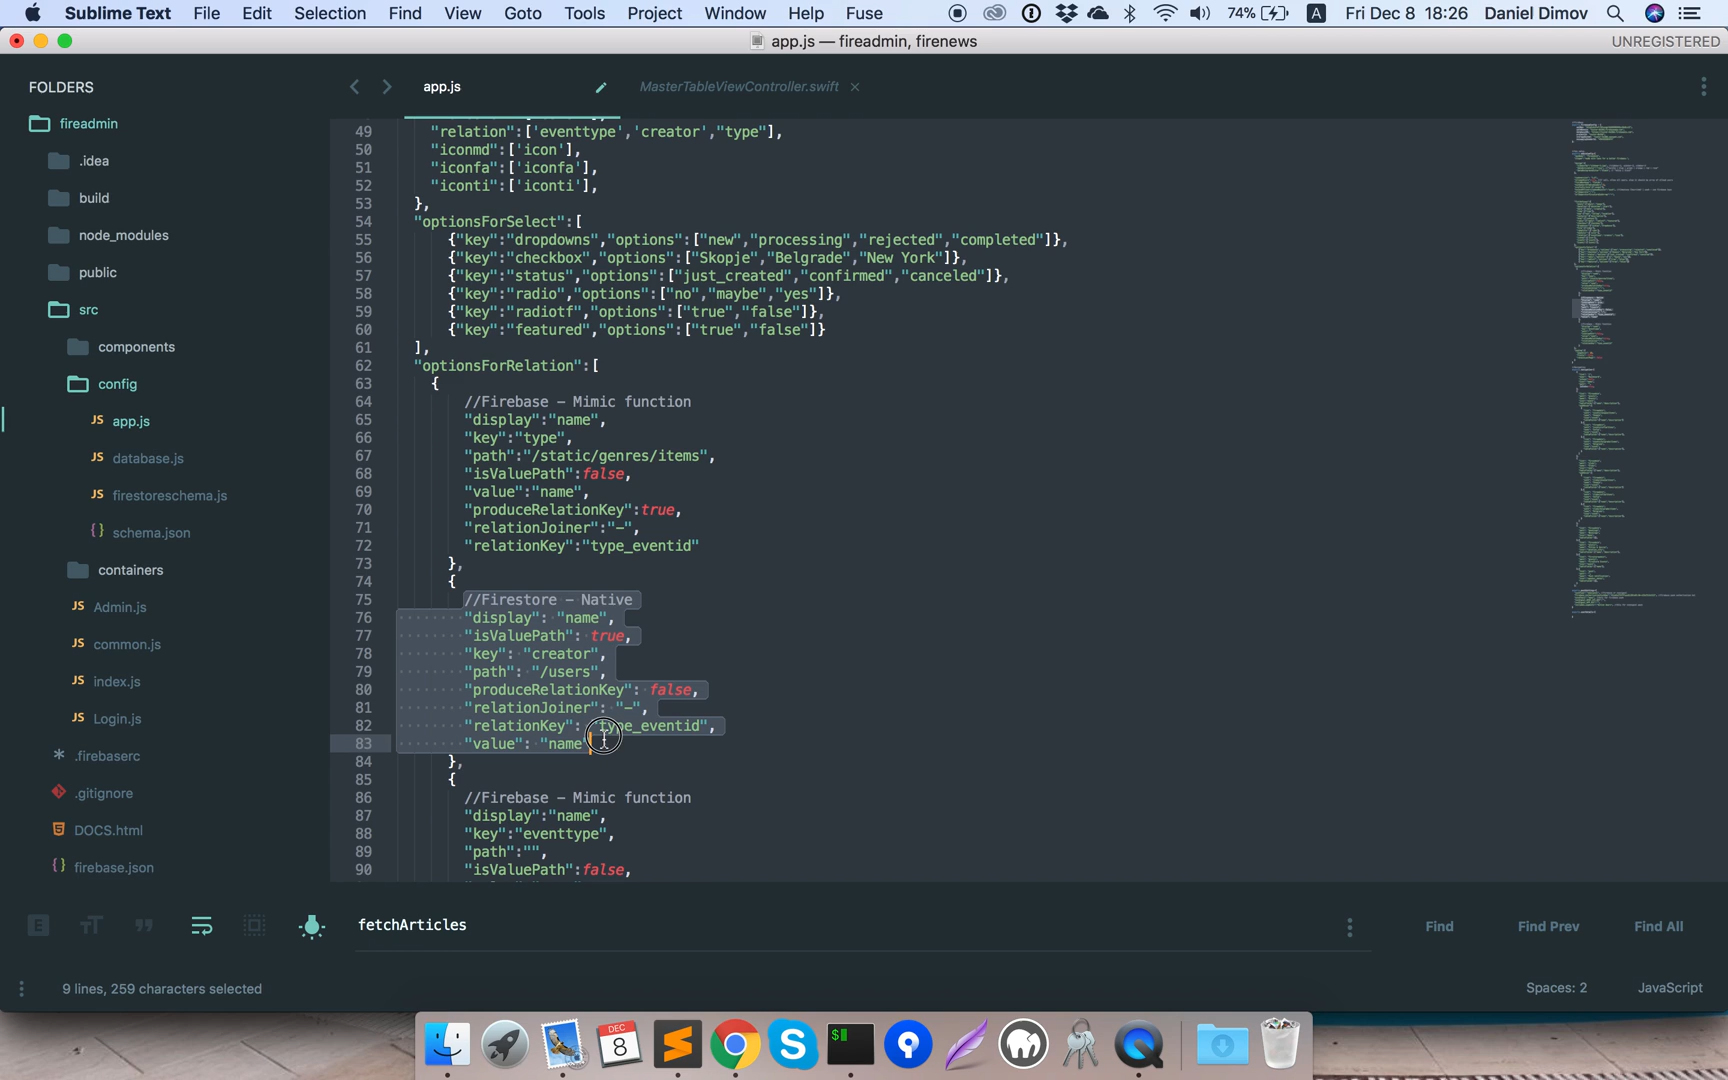 Sublime Text File Edit Selection Find View Goto Tools Project Window Help Fuse 74% A Fri Dec 8 18:26 Daniel Dimov
app.js — fireadmin, firenews UNREGISTERED
FOLDERS
fireadmin
.idea
build
node_modules
public
src
components
config
JS app.js
JS database.js
JS firestoreschema.js
{} schema.json
containers
JS Admin.js
JS common.js
JS index.js
JS Login.js
* .firebaserc
.gitignore
DOCS.html
{} firebase.json
app.js MasterTableViewController.swift ×
49 "relation":['eventtype','creator',"type"],
50 "iconmd":['icon'],
51 "iconfa":['iconfa'],
52 "iconti":['iconti'],
53 },
54 "optionsForSelect":[
55 {"key":"dropdowns","options":["new","processing","rejected","completed"]},
56 {"key":"checkbox","options":["Skopje","Belgrade","New York"]},
57 {"key":"status","options":["just_created","confirmed","canceled"]},
58 {"key":"radio","options":["no","maybe","yes"]},
59 {"key":"radiotf","options":["true","false"]},
60 {"key":"featured","options":["true","false"]}
61 ],
62 "optionsForRelation":[
63 {
64 //Firebase - Mimic function
65 "display":"name",
66 "key":"type",
67 "path":"/static/genres/items",
68 "isValuePath":false,
69 "value":"name",
70 "produceRelationKey":true,
71 "relationJoiner":"-",
72 "relationKey":"type_eventid"
73 },
74 {
75 //Firestore - Native
76 "display": "name",
77 "isValuePath": true,
78 "key": "creator",
79 "path": "/users",
80 "produceRelationKey": false,
81 "relationJoiner": "-",
82 "relationKey": "type_eventid",
83 "value": "name"
84 },
85 {
86 //Firebase - Mimic function
87 "display":"name",
88 "key":"eventtype",
89 "path":"",
90 "isValuePath":false,
fetchArticles Find Find Prev Find All
9 lines, 259 characters selected Spaces: 2 JavaScript
DEC
8
S
$